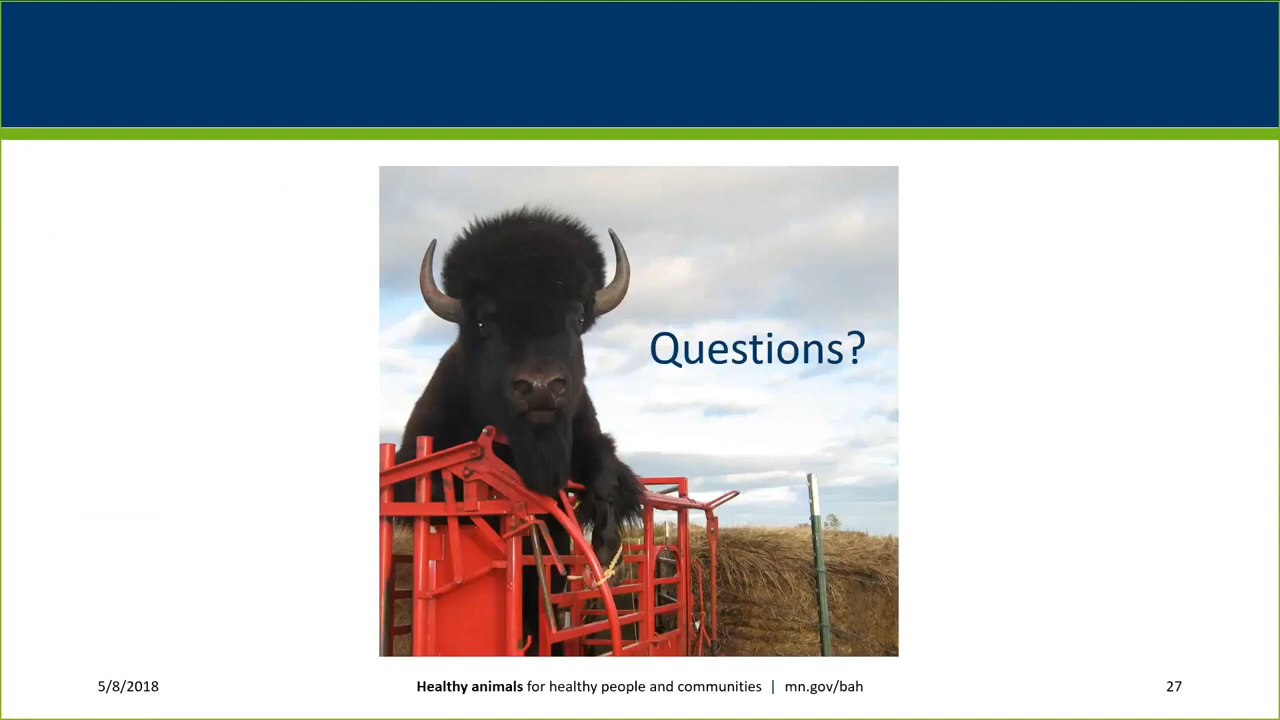 Questions?
5/8/2018
Healthy animals for healthy people and communities | mn.gov/bah
27